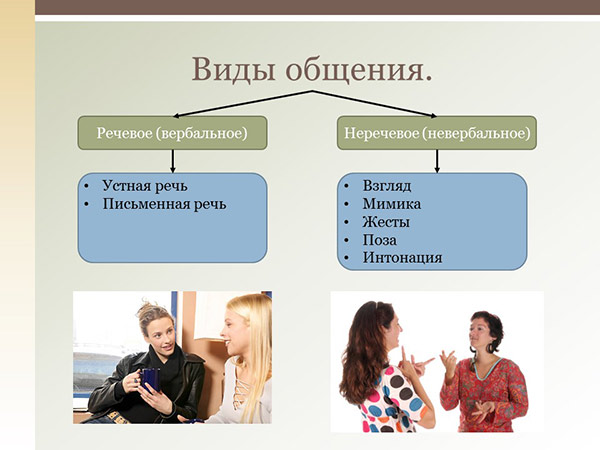 Виды общения.
Речевое (вербальное)
Неречевое (невербальное)
• Устная речь
• Письменная речь
• Взгляд
• Мимика
• Жесты
• Поза
• Интонация